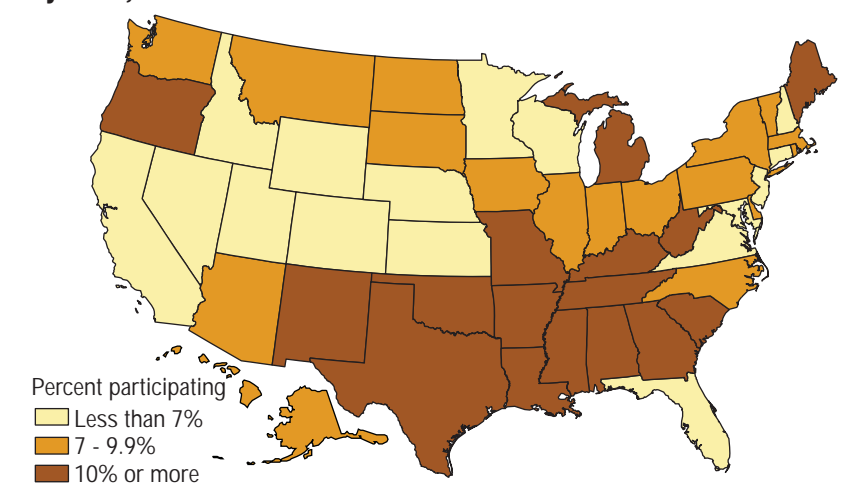 Percent participating
Less than 7%
7 - 9.9%
10% or more